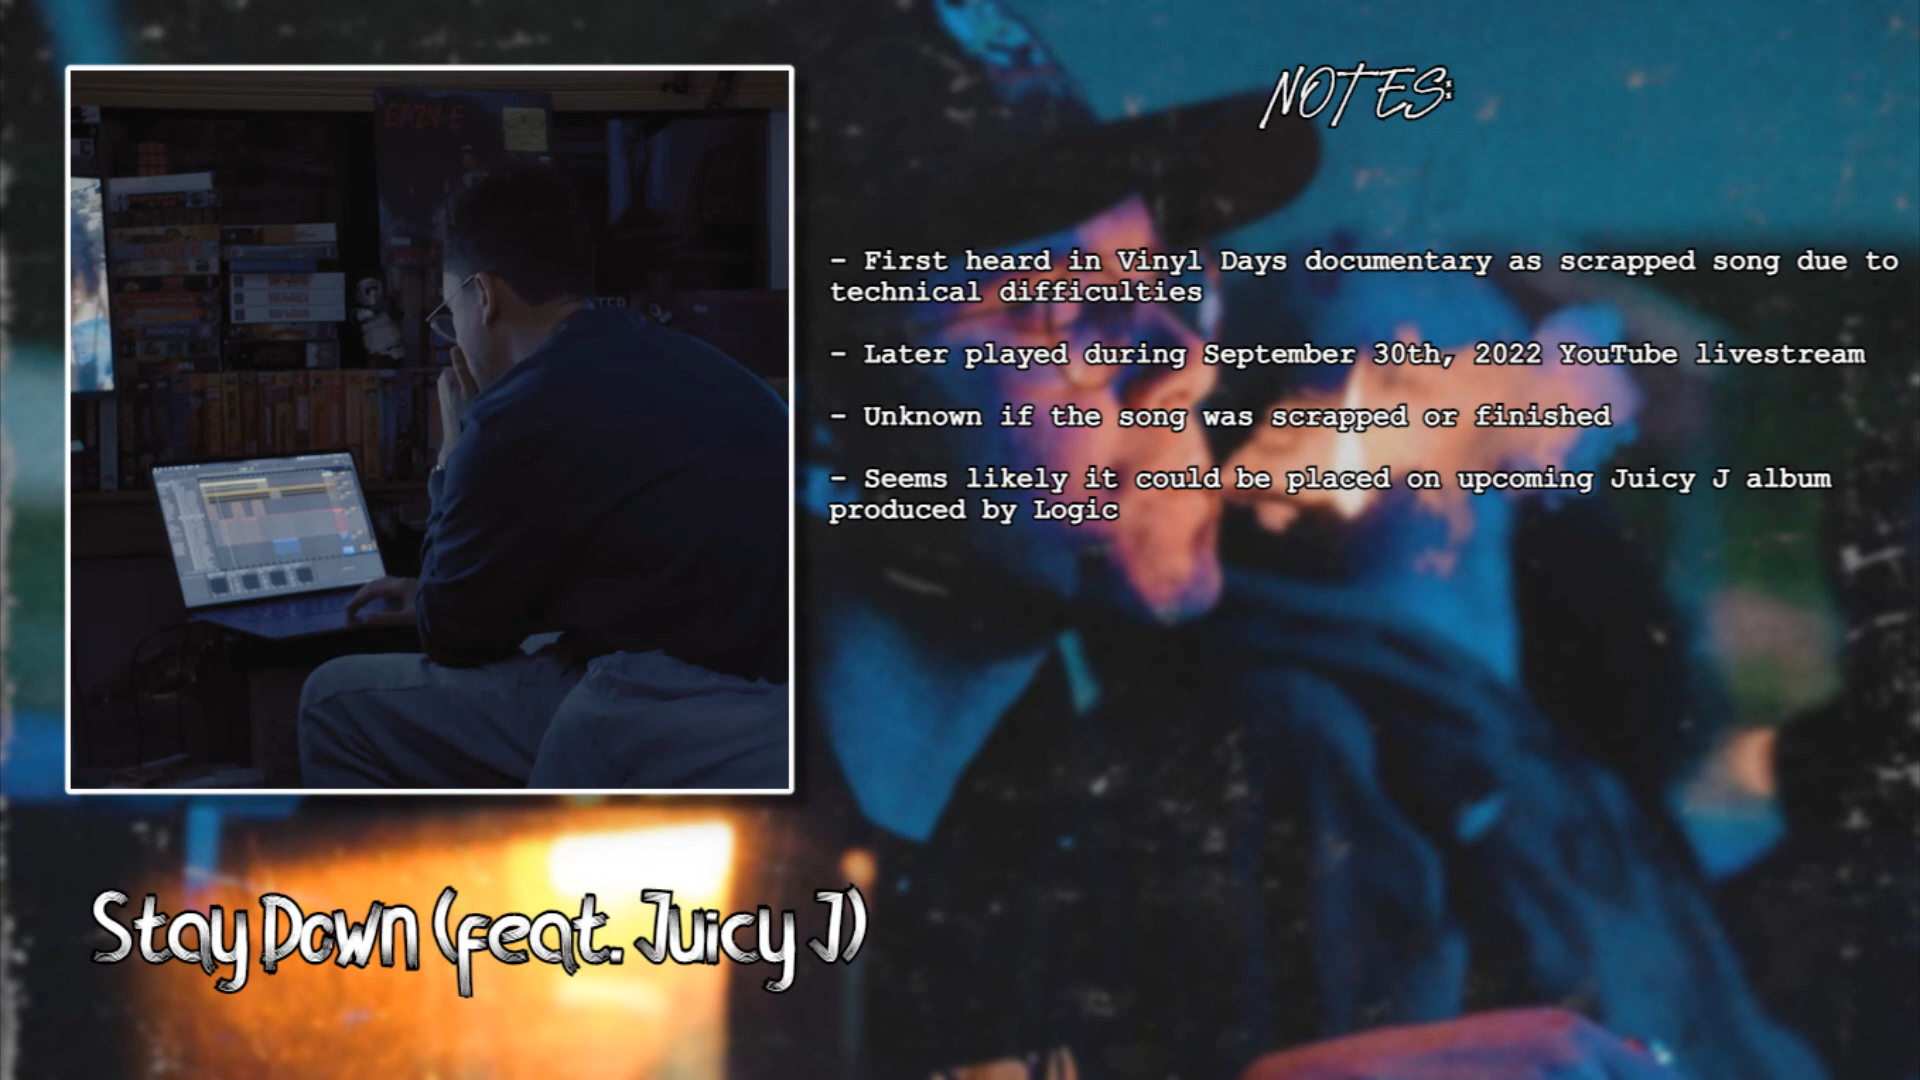 EAZY-E
NOTES:
- First heard in Vinyl Days documentary as scrapped song due to
technical difficulties
- Later played during September 30th, 2022 YouTube livestream
- Unknown if the song was scrapped or finished
- Seems likely it could be placed on upcoming Juicy J album
produced by Logic
Stay Down (feat. Juicy J)